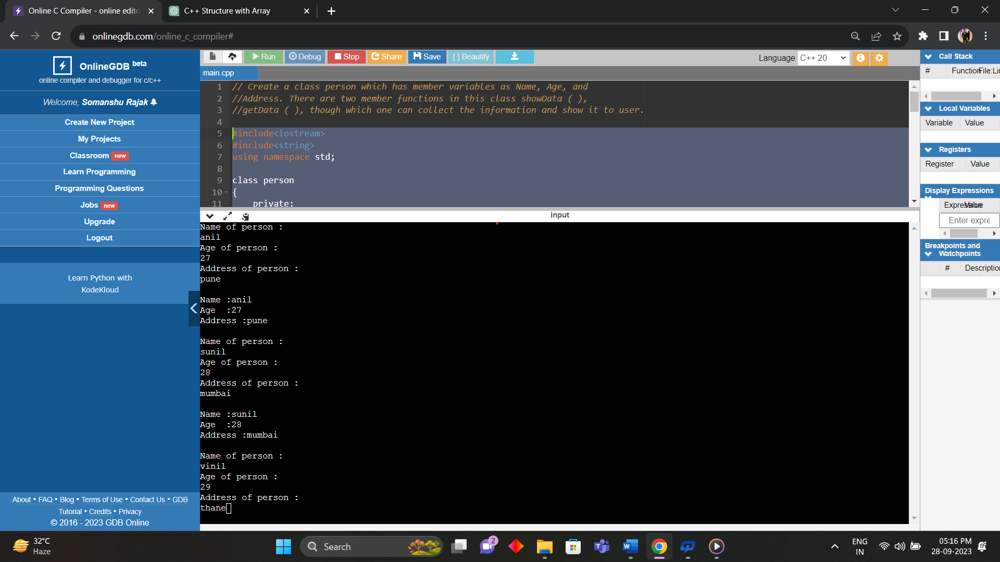 Online C Compiler - online edito
C++ Structure with Array
onlinegdb.com/online_c_compiler#
OnlineGDB beta
online compiler and debugger for c/c++
Welcome, Somanshu Rajak
Create New Project
My Projects
Classroom new
Learn Programming
Programming Questions
Jobs new
Upgrade
Logout
Learn Python with
KodeKloud
About • FAQ • Blog • Terms of Use • Contact Us • GDB
Tutorial • Credits • Privacy
© 2016 - 2023 GDB Online
Run Debug Stop Share Save { } Beautify
Language C++ 20
main.cpp
1 // Create a class person which has member variables as Name, Age, and
2 //Address. There are two member functions in this class showData ( ),
3 //getData ( ), though which one can collect the information and show it to user.
4
5 #include<iostream>
6 #include<string>
7 using namespace std;
8
9 class person
10 {
11 private:
input
Name of person :
anil
Age of person :
27
Address of person :
pune
Name :anil
Age  :27
Address :pune
Name of person :
sunil
Age of person :
28
Address of person :
mumbai
Name :sunil
Age  :28
Address :mumbai
Name of person :
vinil
Age of person :
29
Address of person :
thane
Call Stack
# Function File:Li
Local Variables
Variable Value
Registers
Register Value
Display Expressions
Expression Value
Enter expre
Breakpoints and
Watchpoints
# Description
32°C
Haze
Search
2
ENG
IN
05:16 PM
28-09-2023